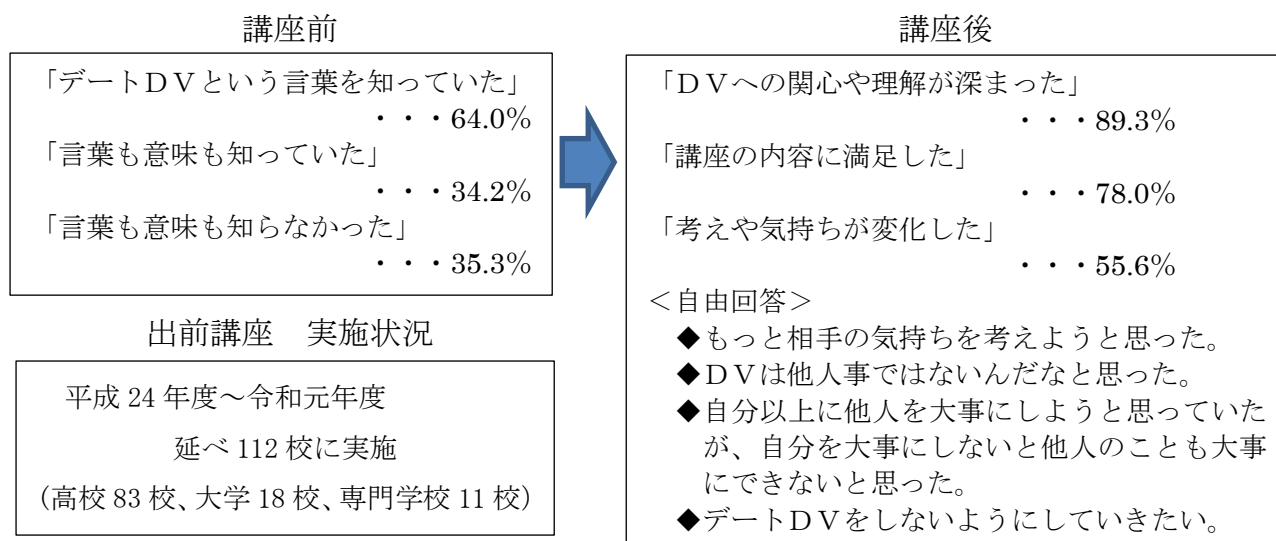 講座前
「デートＤＶという言葉を知っていた」
・・・64.0%
「言葉も意味も知っていた」
・・・34.2%
「言葉も意味も知らなかった」
・・・35.3%
出前講座　実施状況
平成 24 年度～令和元年度
延べ 112 校に実施
（高校 83 校、大学 18 校、専門学校 11 校）
講座後
「ＤＶへの関心や理解が深まった」
・・・89.3%
「講座の内容に満足した」
・・・78.0%
「考えや気持ちが変化した」
・・・55.6%
＜自由回答＞
◆もっと相手の気持ちを考えようと思った。
◆ＤＶは他人事ではないんだなと思った。
◆自分以上に他人を大事にしようと思っていた
が、自分を大事にしないと他人のことも大事
にできないと思った。
◆デートＤＶをしないようにしていきたい。